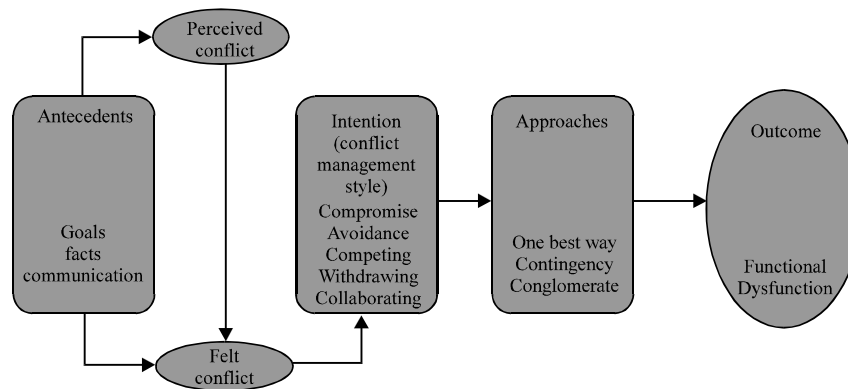 Perceived
conflict
Antecedents
Goals
facts
communication
Felt
conflict
Intention
(conflict
management
style)
Compromise
Avoidance
Competing
Withdrawing
Collaborating
Approaches
One best way
Contingency
Conglomerate
Outcome
Functional
Dysfunction